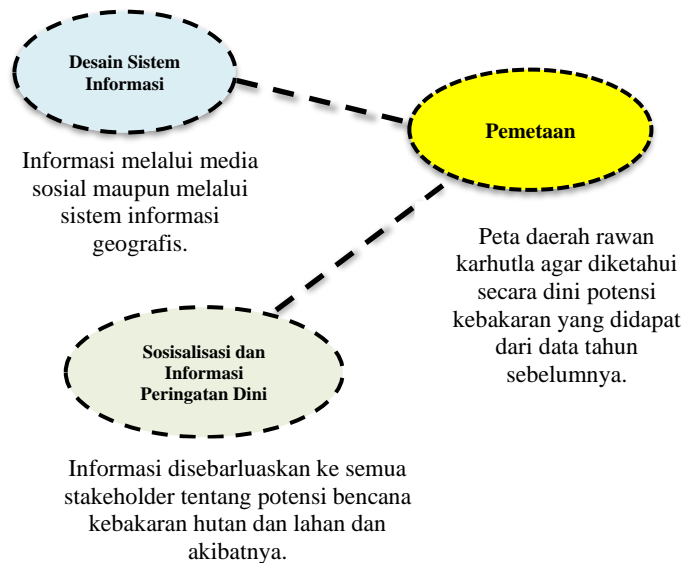 Desain Sistem
Informasi
Informasi melalui media
sosial maupun melalui
sistem informasi
geografis.
Pemetaan
Peta daerah rawan
karhutla agar diketahui
secara dini potensi
kebakaran yang didapat
dari data tahun
sebelumnya.
Sosisalisasi dan
Informasi
Peringatan Dini
Informasi disebarluaskan ke semua
stakeholder tentang potensi bencana
kebakaran hutan dan lahan dan
akibatnya.